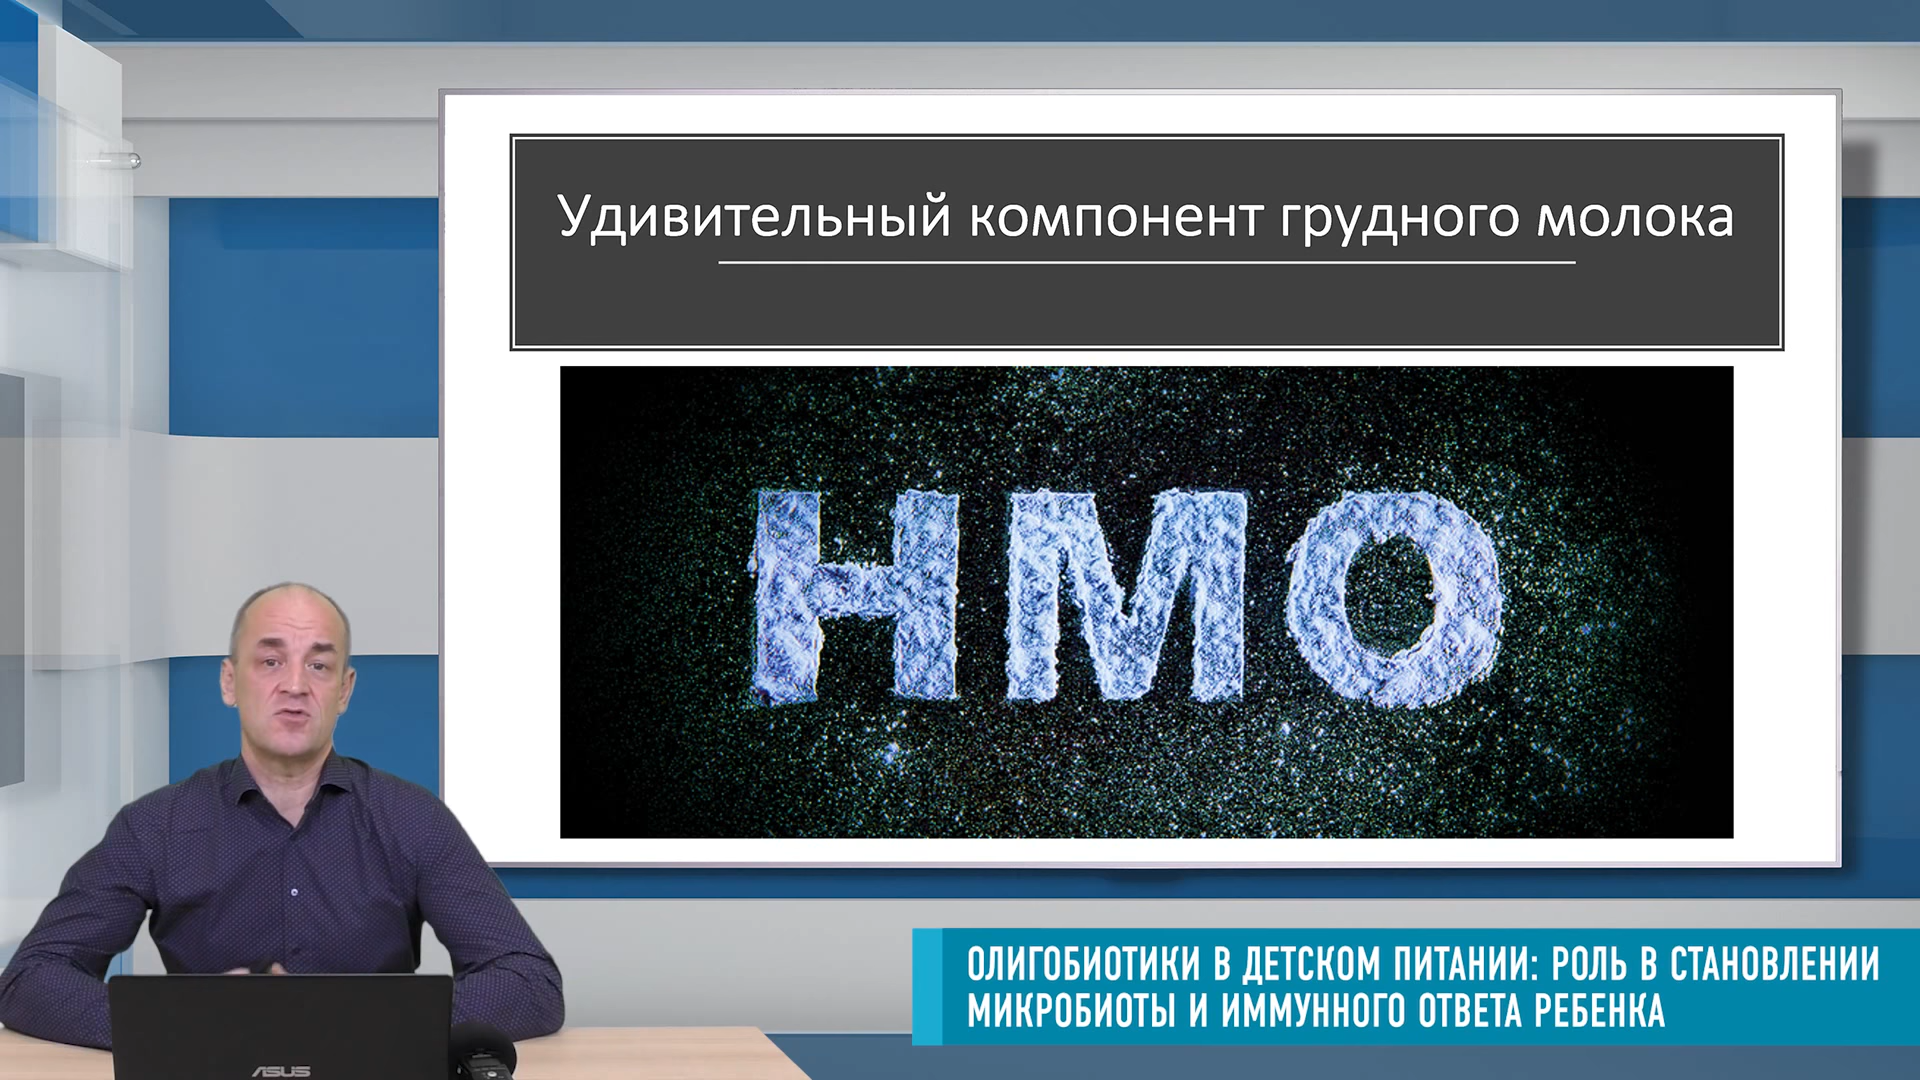 Удивительный компонент грудного молока
HMO
ОЛИГОБИОТИКИ В ДЕТСКОМ ПИТАНИИ: РОЛЬ В СТАНОВЛЕНИИ
МИКРОБИОТЫ И ИММУННОГО ОТВЕТА РЕБЕНКА
ASUS